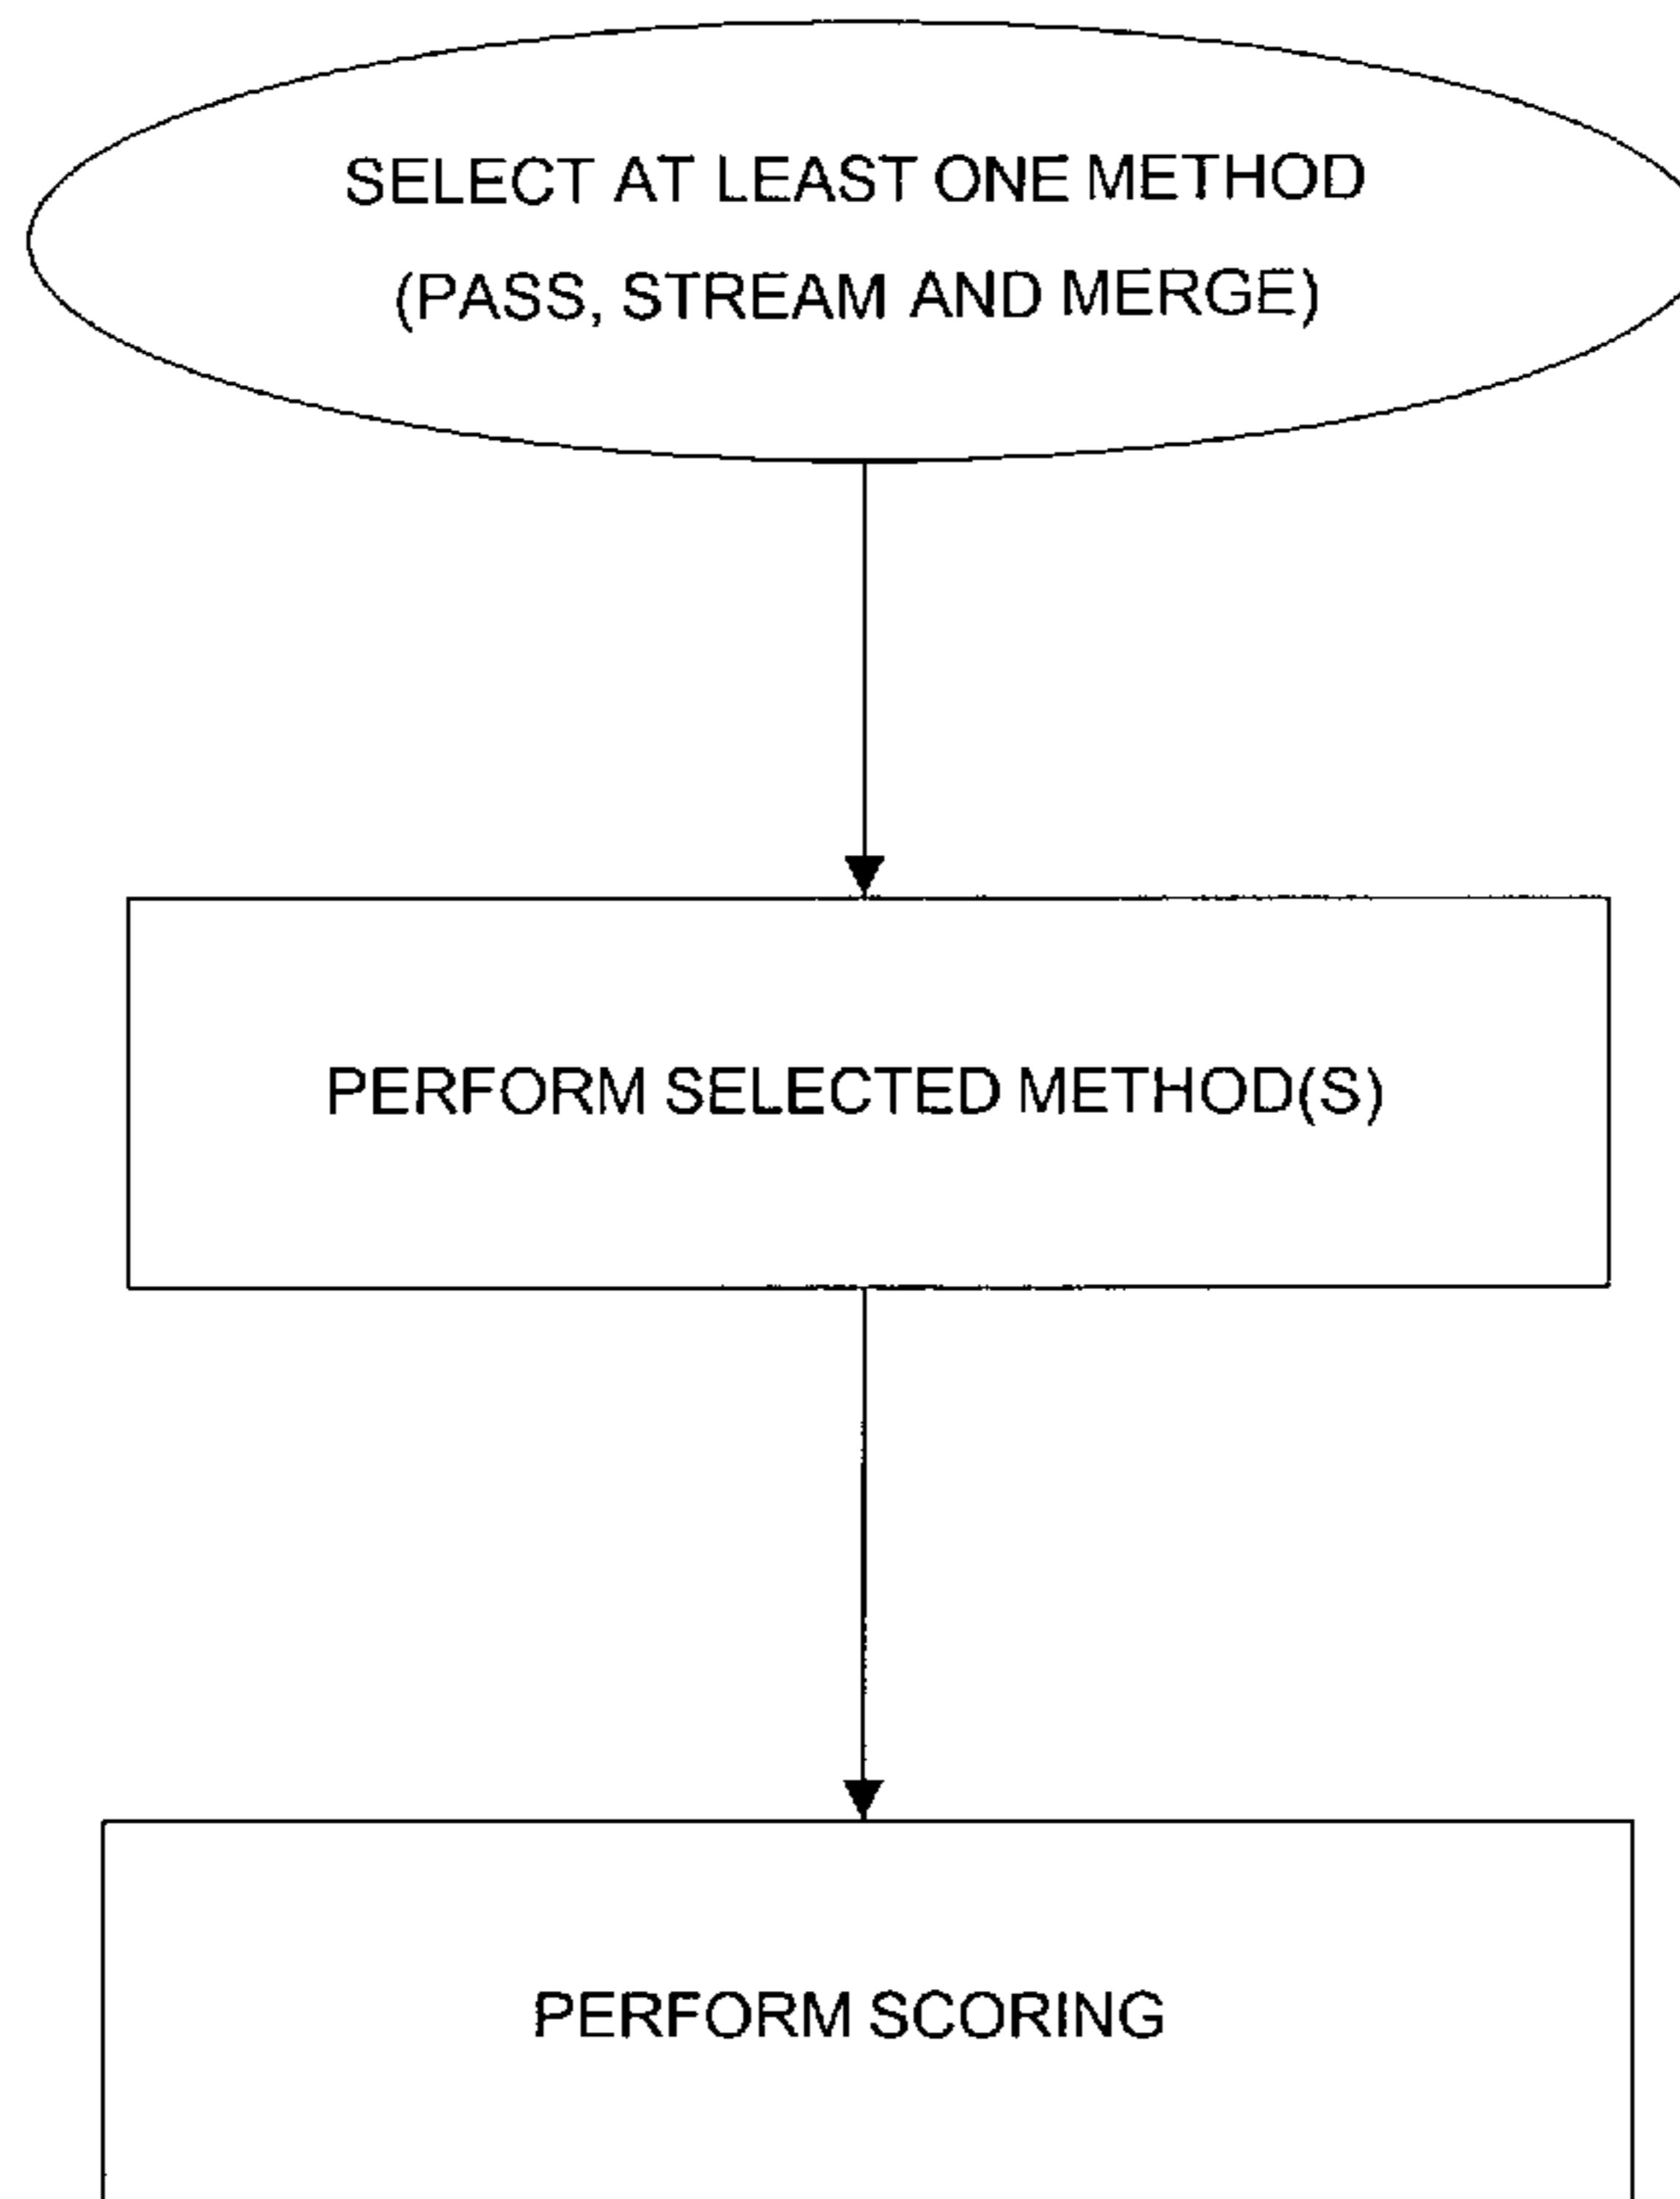 SELECT AT LEAST ONE METHOD
(PASS, STREAM AND MERGE)
PERFORM SELECTED METHOD(S)
PERFORM SCORING